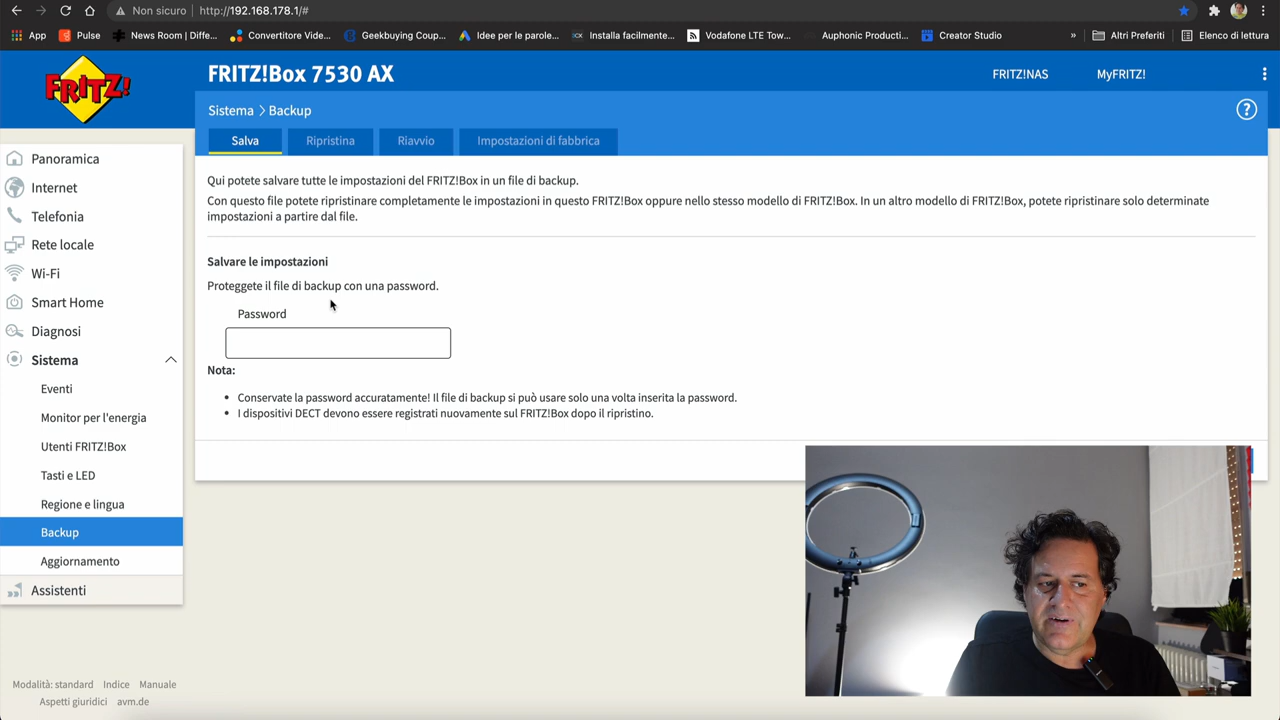 Non sicuro
http://192.168.178.1/#
App
Pulse
News Room | Diffe...
Convertitore Vide...
Geekbuying Coup...
Idee per le parole...
Installa facilmente...
Vodafone LTE Tow...
Auphonic Producti...
Creator Studio
»
Altri Preferiti
Elenco di lettura
FRITZ!
FRITZ!Box 7530 AX
FRITZ!NAS
MyFRITZ!
Sistema > Backup
?
Salva
Ripristina
Riavvio
Impostazioni di fabbrica
Panoramica
Internet
Telefonia
Rete locale
Wi-Fi
Smart Home
Diagnosi
Sistema
Eventi
Monitor per l'energia
Utenti FRITZ!Box
Tasti e LED
Regione e lingua
Backup
Aggiornamento
Assistenti
Qui potete salvare tutte le impostazioni del FRITZ!Box in un file di backup.
Con questo file potete ripristinare completamente le impostazioni in questo FRITZ!Box oppure nello stesso modello di FRITZ!Box. In un altro modello di FRITZ!Box, potete ripristinare solo determinate
impostazioni a partire dal file.
Salvare le impostazioni
Proteggete il file di backup con una password.
Password
Nota:
• Conservate la password accuratamente! Il file di backup si può usare solo una volta inserita la password.
• I dispositivi DECT devono essere registrati nuovamente sul FRITZ!Box dopo il ripristino.
Modalità: standard
Indice
Manuale
Aspetti giuridici
avm.de